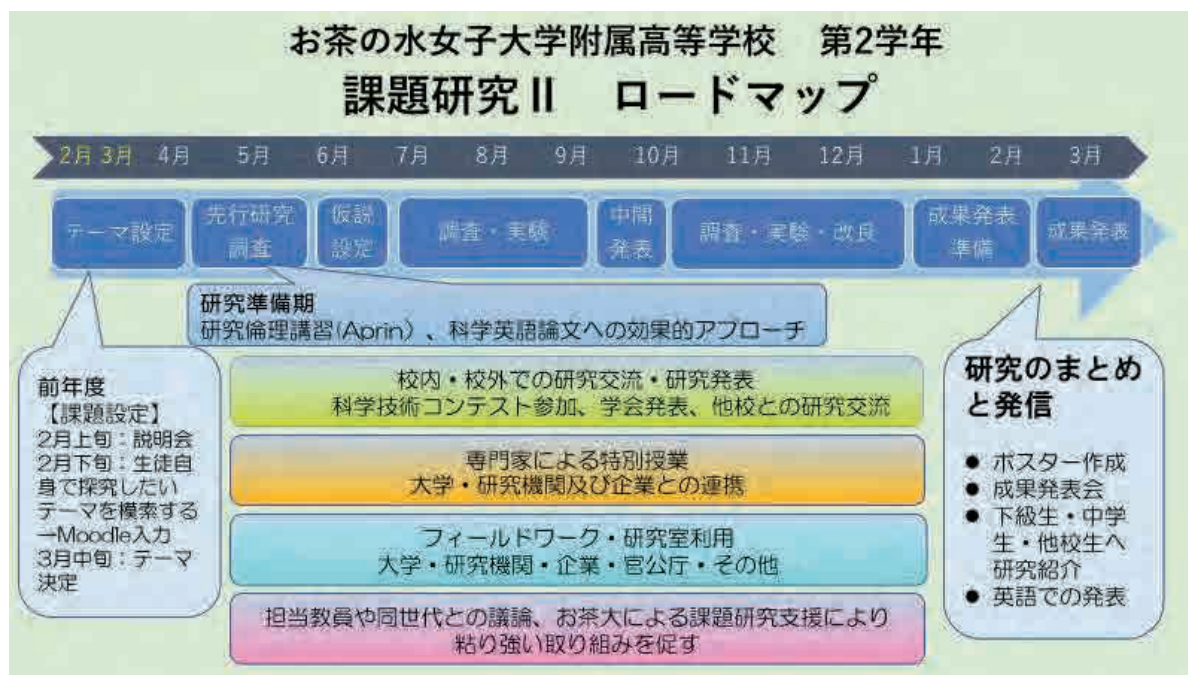 お茶の水女子大学附属高等学校　第2学年
課題研究Ⅱ　ロードマップ
2月 3月 4月 5月 6月 7月 8月 9月 10月 11月 12月 1月 2月 3月
テーマ設定
先行研究
調査
仮説
設定
調査・実験
中間
発表
調査・実験・改良
成果発表
準備
成果発表
研究準備期
研究倫理講習(Aprin）、科学英語論文への効果的アプローチ
前年度
【課題設定】
2月上旬：説明会
2月下旬：生徒自
身で探究したい
テーマを模索する
→Moodle入力
3月中旬：テーマ
決定
校内・校外での研究交流・研究発表
科学技術コンテスト参加、学会発表、他校との研究交流
専門家による特別授業
大学・研究機関及び企業との連携
フィールドワーク・研究室利用
大学・研究機関・企業・官公庁・その他
担当教員や同世代との議論、お茶大による課題研究支援により
粘り強い取り組みを促す
研究のまとめ
と発信
● ポスター作成
● 成果発表会
● 下級生・中学
生・他校生へ
研究紹介
● 英語での発表